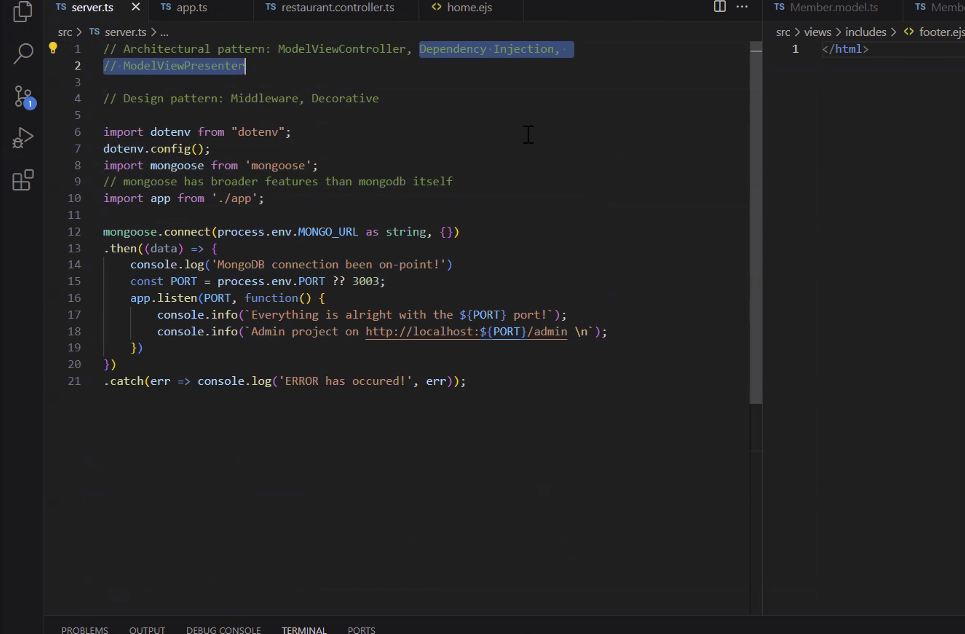 TS server.ts ×
TS app.ts
TS restaurant.controller.ts
<> home.ejs
TS Member.model.ts
TS
src > TS server.ts > ...
src > views > includes > <> footer.ejs
1 // Architectural pattern: ModelViewController, Dependency Injection,
2 // ModelViewPresenter
3
4 // Design pattern: Middleware, Decorative
5
6 import dotenv from "dotenv";
7 dotenv.config();
8 import mongoose from 'mongoose';
9 // mongoose has broader features than mongodb itself
10 import app from './app';
11
12 mongoose.connect(process.env.MONGO_URL as string, {})
13 .then((data) => {
14 console.log('MongoDB connection been on-point!')
15 const PORT = process.env.PORT ?? 3003;
16 app.listen(PORT, function() {
17 console.info(`Everything is alright with the ${PORT} port!`);
18 console.info(`Admin project on http://localhost:${PORT}/admin \n`);
19 })
20 })
21 .catch(err => console.log('ERROR has occured!', err));
1 </html>
1
PROBLEMS OUTPUT DEBUG CONSOLE TERMINAL PORTS